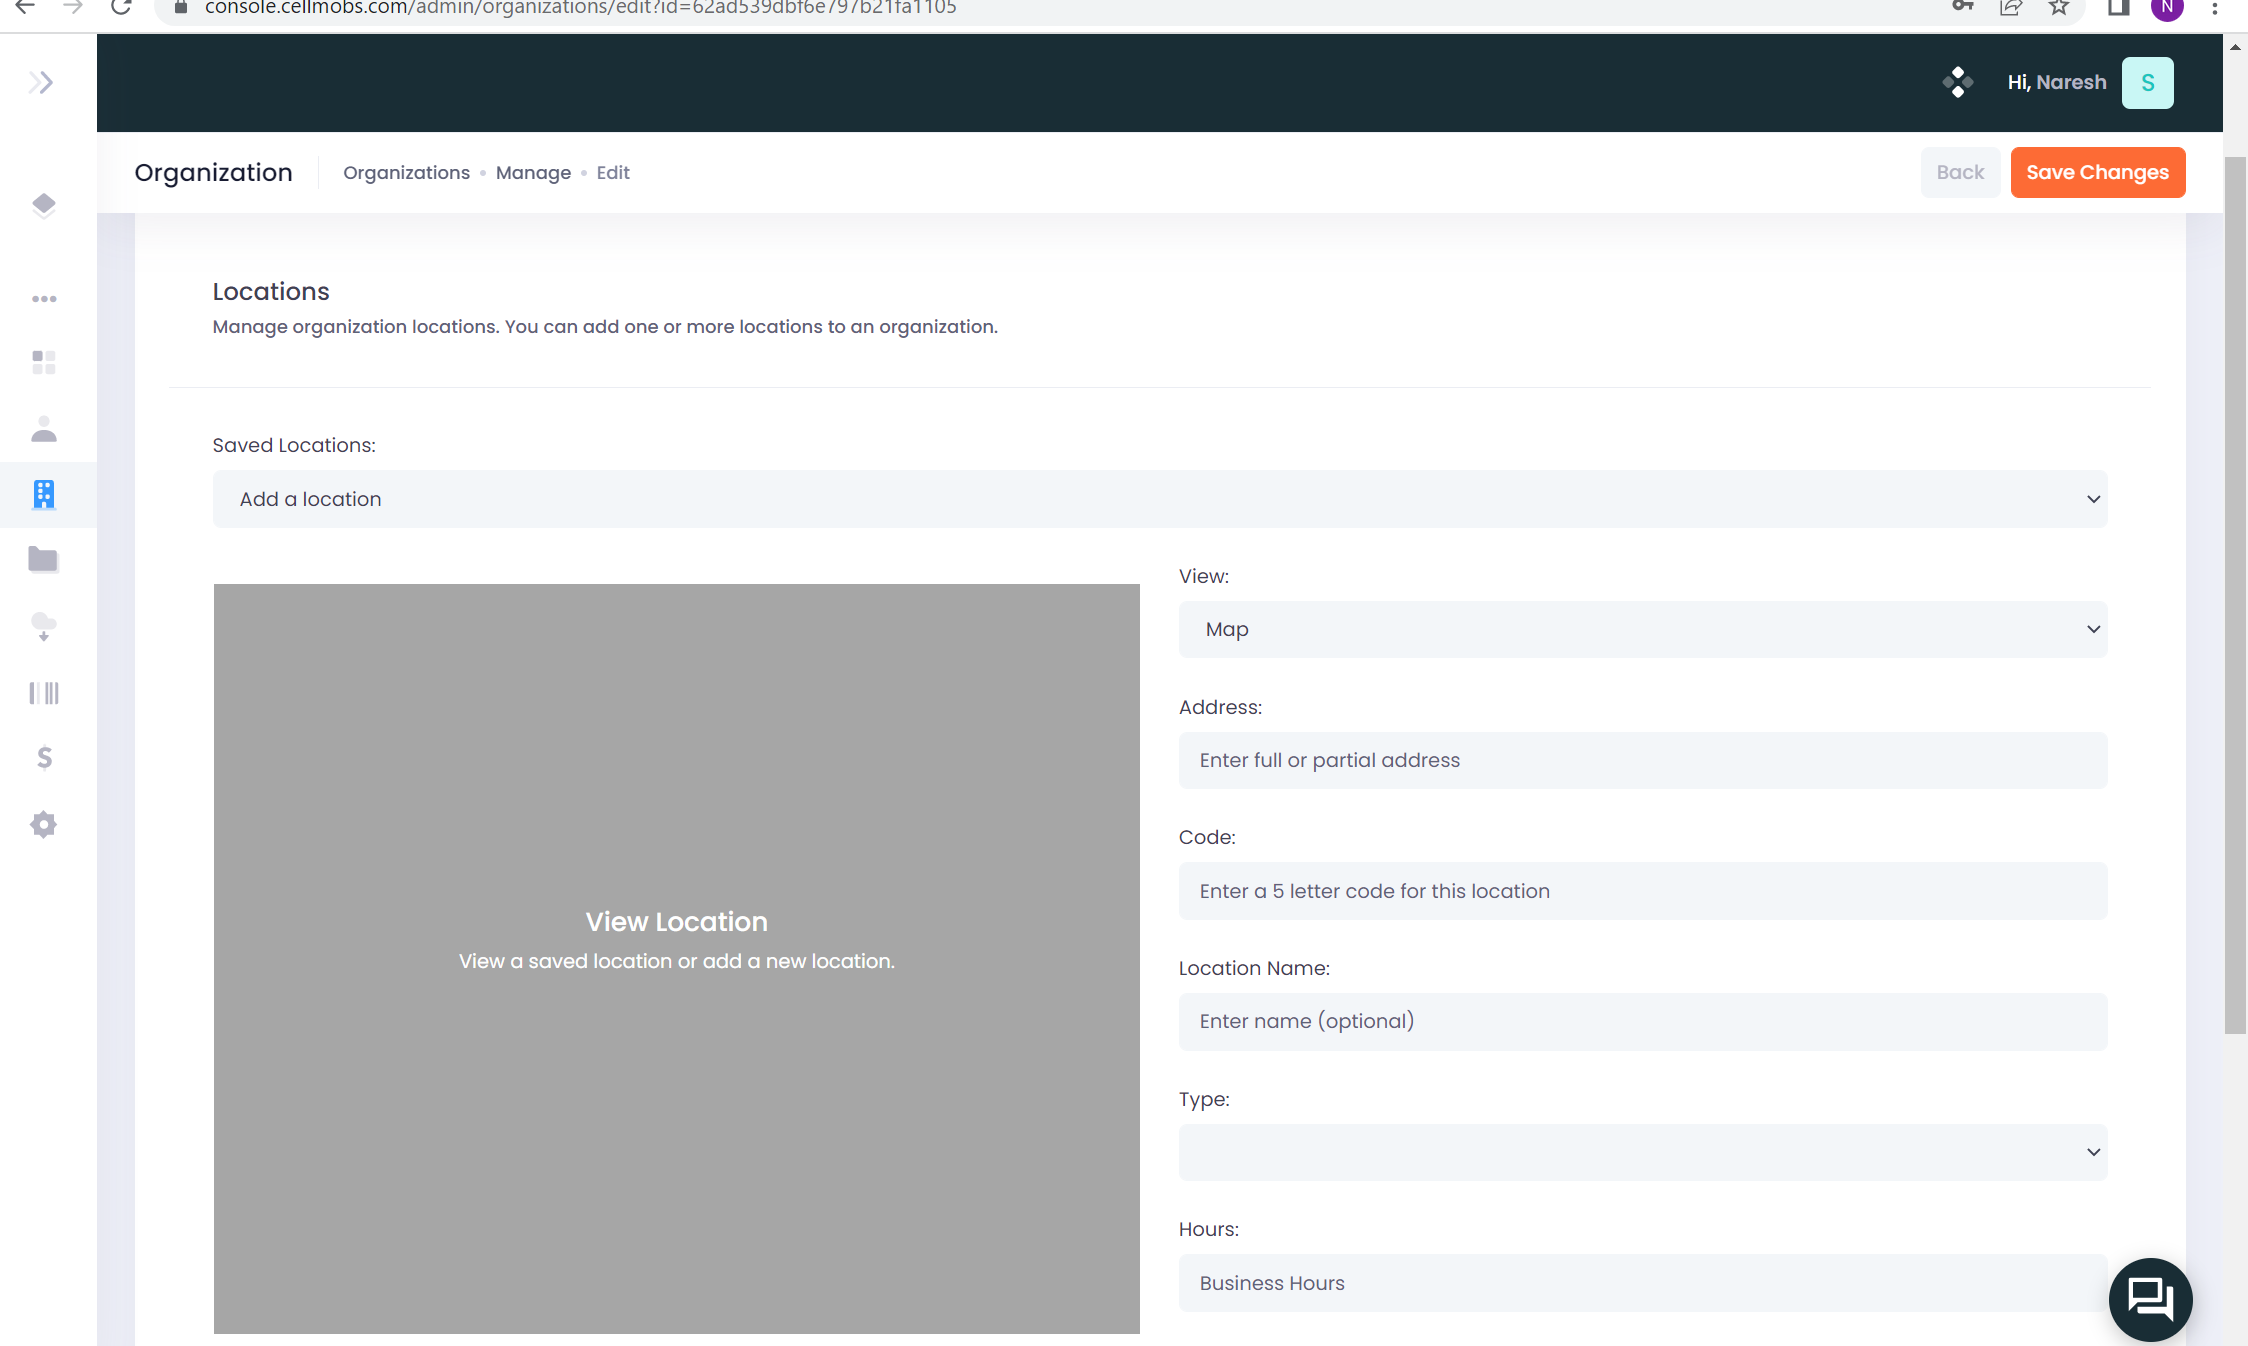 console.cellmobs.com/admin/organizations/edit?id=62ad539dbf6e797b21fa1105
N
Hi, Naresh
S
Organization
Organizations • Manage • Edit
Back
Save Changes
Locations
Manage organization locations. You can add one or more locations to an organization.
Saved Locations:
Add a location
View Location
View a saved location or add a new location.
View:
Map
Address:
Enter full or partial address
Code:
Enter a 5 letter code for this location
Location Name:
Enter name (optional)
Type:
Hours:
Business Hours